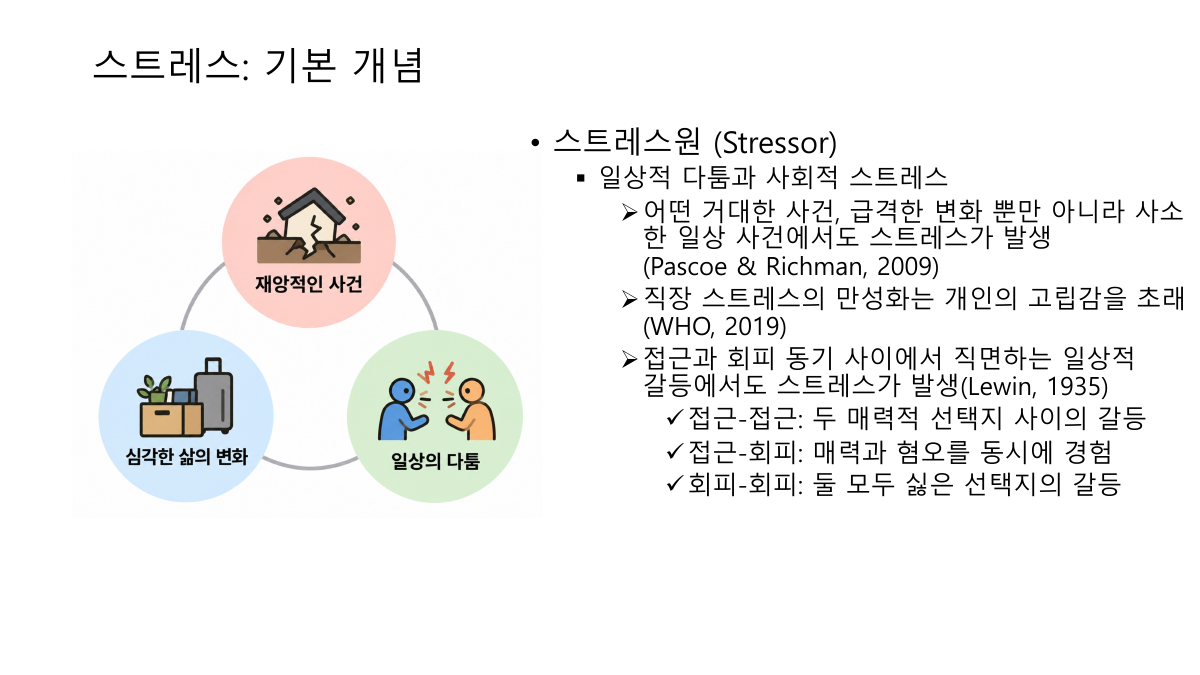 스트레스: 기본 개념
재앙적인 사건
심각한 삶의 변화
일상의 다툼
• 스트레스원 (Stressor)
▪ 일상적 다툼과 사회적 스트레스
➢ 어떤 거대한 사건, 급격한 변화 뿐만 아니라 사소
한 일상 사건에서도 스트레스가 발생
(Pascoe & Richman, 2009)
➢ 직장 스트레스의 만성화는 개인의 고립감을 초래
(WHO, 2019)
➢ 접근과 회피 동기 사이에서 직면하는 일상적
갈등에서도 스트레스가 발생(Lewin, 1935)
✓ 접근-접근: 두 매력적 선택지 사이의 갈등
✓ 접근-회피: 매력과 혐오를 동시에 경험
✓ 회피-회피: 둘 모두 싫은 선택지의 갈등